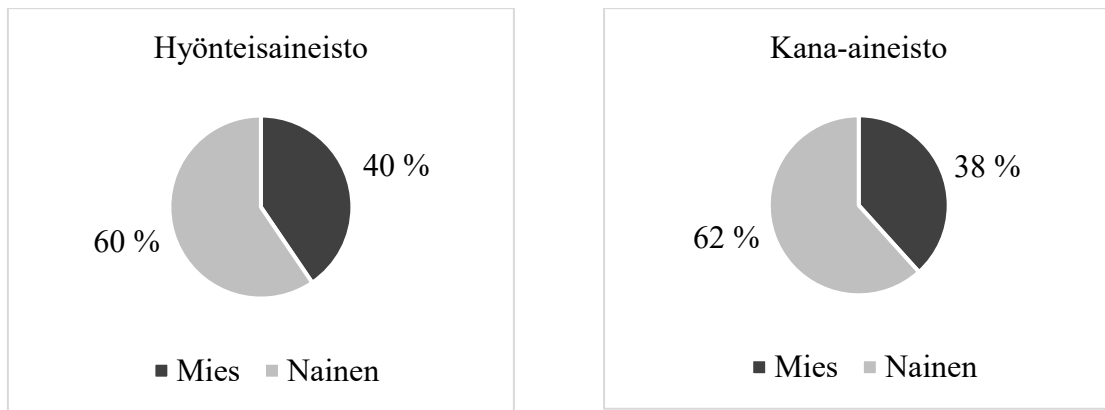 Hyönteisaineisto
40 %
60 %
Mies Nainen
Kana-aineisto
38 %
62 %
Mies Nainen